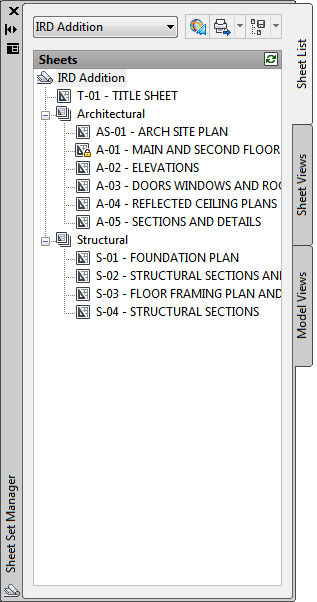 IRD Addition
Sheets
IRD Addition
T-01 - TITLE SHEET
Architectural
AS-01 - ARCH SITE PLAN
A-01 - MAIN AND SECOND FLOOR
A-02 - ELEVATIONS
A-03 - DOORS WINDOWS AND ROO
A-04 - REFLECTED CEILING PLANS
A-05 - SECTIONS AND DETAILS
Structural
S-01 - FOUNDATION PLAN
S-02 - STRUCTURAL SECTIONS AN
S-03 - FLOOR FRAMING PLAN AND
S-04 - STRUCTURAL SECTIONS
Sheet List
Sheet Views
Model Views
Sheet Set Manager